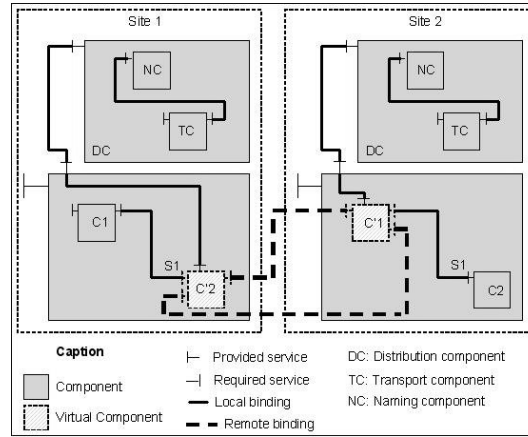 Site 1
Site 2
NC
TC
DC
NC
TC
DC
C1
S1
C'2
C'1
S1
C2
Caption
Component
Virtual Component
Provided service
Required service
Local binding
Remote binding
DC: Distribution component
TC: Transport component
NC: Naming component